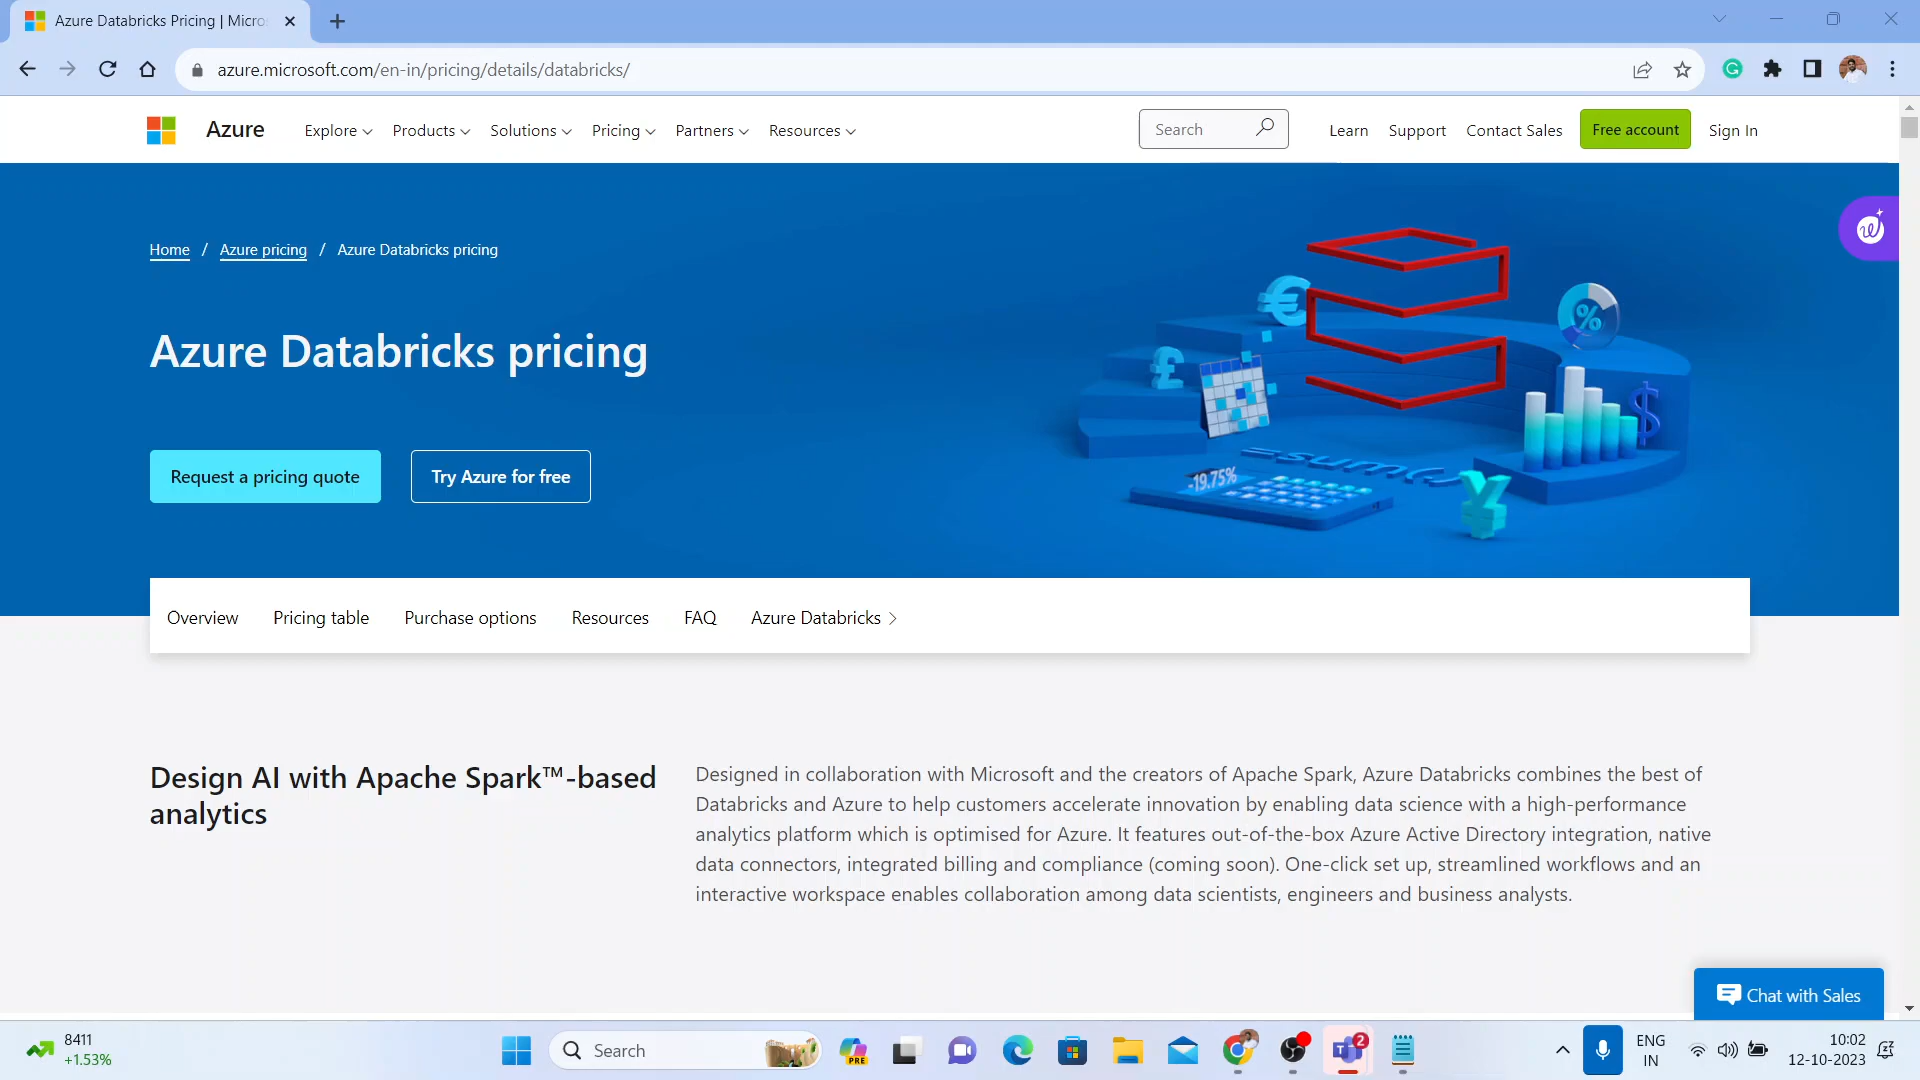 Azure Databricks Pricing | Micros
azure.microsoft.com/en-in/pricing/details/databricks/
Azure
Explore
Products
Solutions
Pricing
Partners
Resources
Search
Learn
Support
Contact Sales
Free account
Sign In
Home / Azure pricing / Azure Databricks pricing
Azure Databricks pricing
Request a pricing quote
Try Azure for free
€
£
%
$
¥
-19.75%
Overview
Pricing table
Purchase options
Resources
FAQ
Azure Databricks
Design AI with Apache Spark™-based
analytics
Designed in collaboration with Microsoft and the creators of Apache Spark, Azure Databricks combines the best of
Databricks and Azure to help customers accelerate innovation by enabling data science with a high-performance
analytics platform which is optimised for Azure. It features out-of-the-box Azure Active Directory integration, native
data connectors, integrated billing and compliance (coming soon). One-click set up, streamlined workflows and an
interactive workspace enables collaboration among data scientists, engineers and business analysts.
Chat with Sales
8411
+1.53%
Search
PRE
2
ENG
IN
10:02
12-10-2023